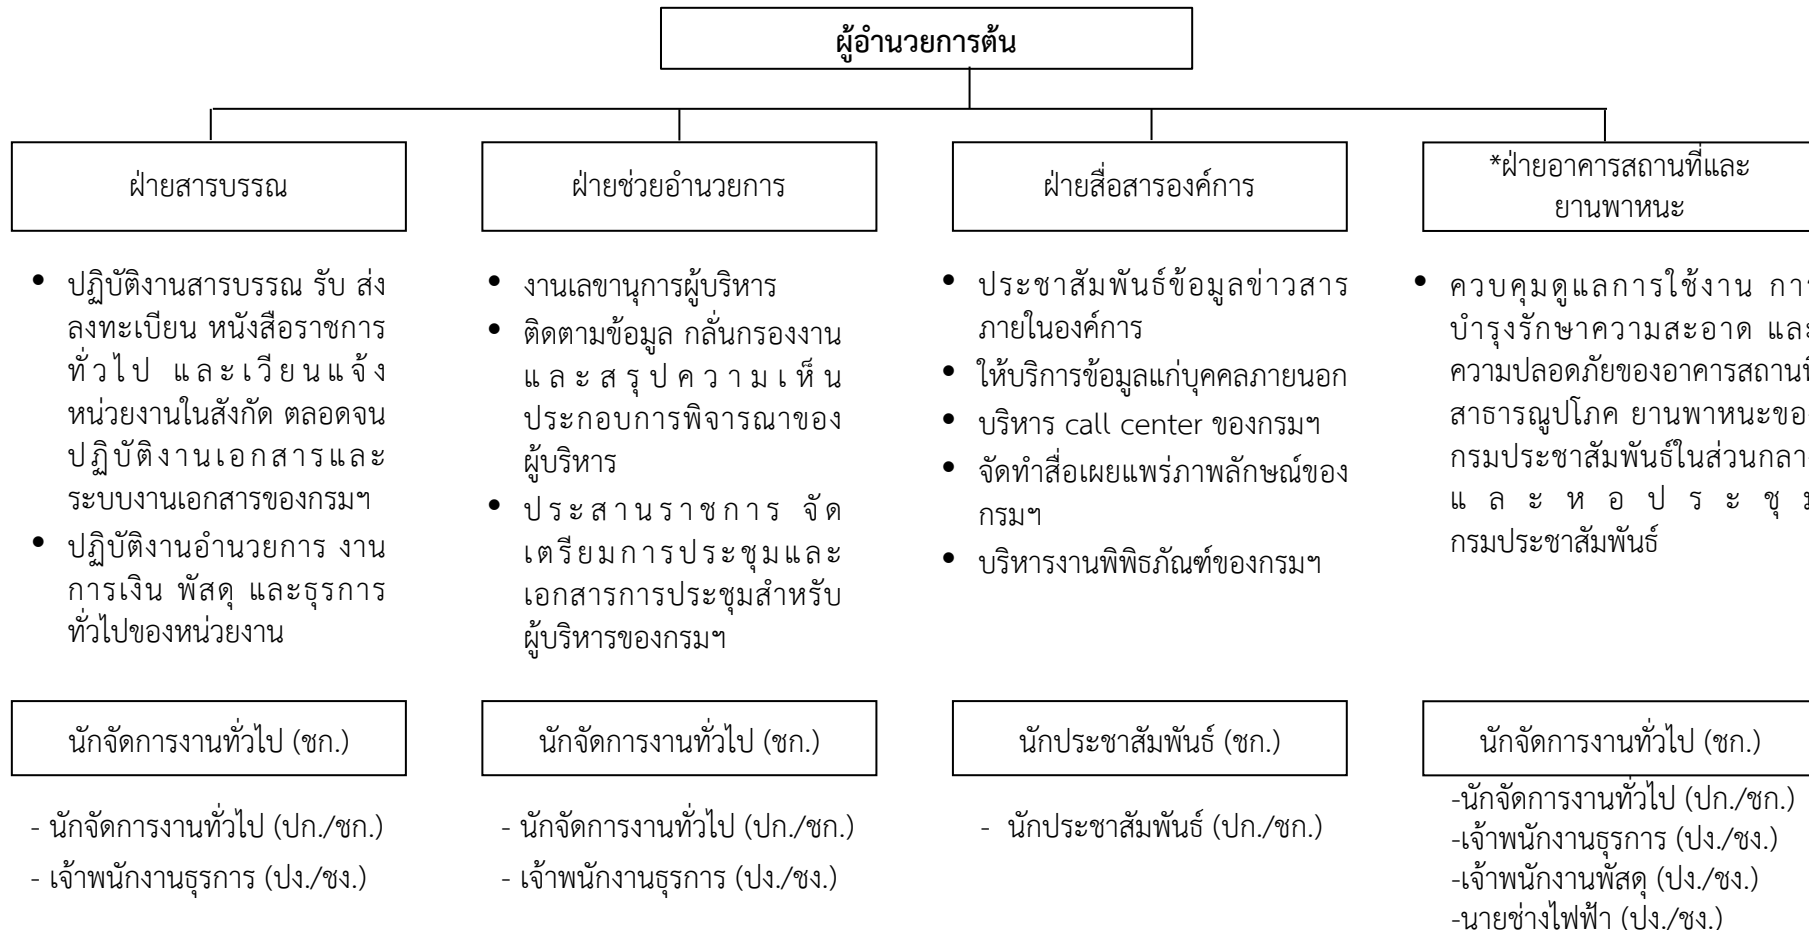 ผู้อำนวยการต้น
ฝ่ายสารบรรณ
• ปฏิบัติงานสารบรรณ รับ ส่ง
ลงทะเบียน หนังสือราชการ
ทั่วไป และเวียนแจ้ง
หน่วยงานในสังกัด ตลอดจน
ปฏิบัติงานเอกสารและ
ระบบงานเอกสารของกรมฯ
• ปฏิบัติงานอำนวยการ งาน
การเงิน พัสดุ และธุรการ
ทั่วไปของหน่วยงาน
นักจัดการงานทั่วไป (ชก.)
- นักจัดการงานทั่วไป (ปก./ชก.)
- เจ้าพนักงานธุรการ (ปง./ชง.)
ฝ่ายช่วยอำนวยการ
• งานเลขานุการผู้บริหาร
• ติดตามข้อมูล กลั่นกรองงาน
และสรุปความเห็น
ประกอบการพิจารณาของ
ผู้บริหาร
• ประสานราชการ จัด
เตรียมการประชุมและ
เอกสารการประชุมสำหรับ
ผู้บริหารของกรมฯ
นักจัดการงานทั่วไป (ชก.)
- นักจัดการงานทั่วไป (ปก./ชก.)
- เจ้าพนักงานธุรการ (ปง./ชง.)
ฝ่ายสื่อสารองค์การ
• ประชาสัมพันธ์ข้อมูลข่าวสาร
ภายในองค์การ
• ให้บริการข้อมูลแก่บุคคลภายนอก
• บริหาร call center ของกรมฯ
• จัดทำสื่อเผยแพร่ภาพลักษณ์ของ
กรมฯ
• บริหารงานพิพิธภัณฑ์ของกรมฯ
นักประชาสัมพันธ์ (ชก.)
- นักประชาสัมพันธ์ (ปก./ชก.)
*ฝ่ายอาคารสถานที่และ
ยานพาหนะ
• ควบคุมดูแลการใช้งาน การ
บำรุงรักษาความสะอาด และ
ความปลอดภัยของอาคารสถานที่
สาธารณูปโภค ยานพาหนะของ
กรมประชาสัมพันธ์ในส่วนกลาง
และหอประชุม
กรมประชาสัมพันธ์
นักจัดการงานทั่วไป (ชก.)
-นักจัดการงานทั่วไป (ปก./ชก.)
-เจ้าพนักงานธุรการ (ปง./ชง.)
-เจ้าพนักงานพัสดุ (ปง./ชง.)
-นายช่างไฟฟ้า (ปง./ชง.)